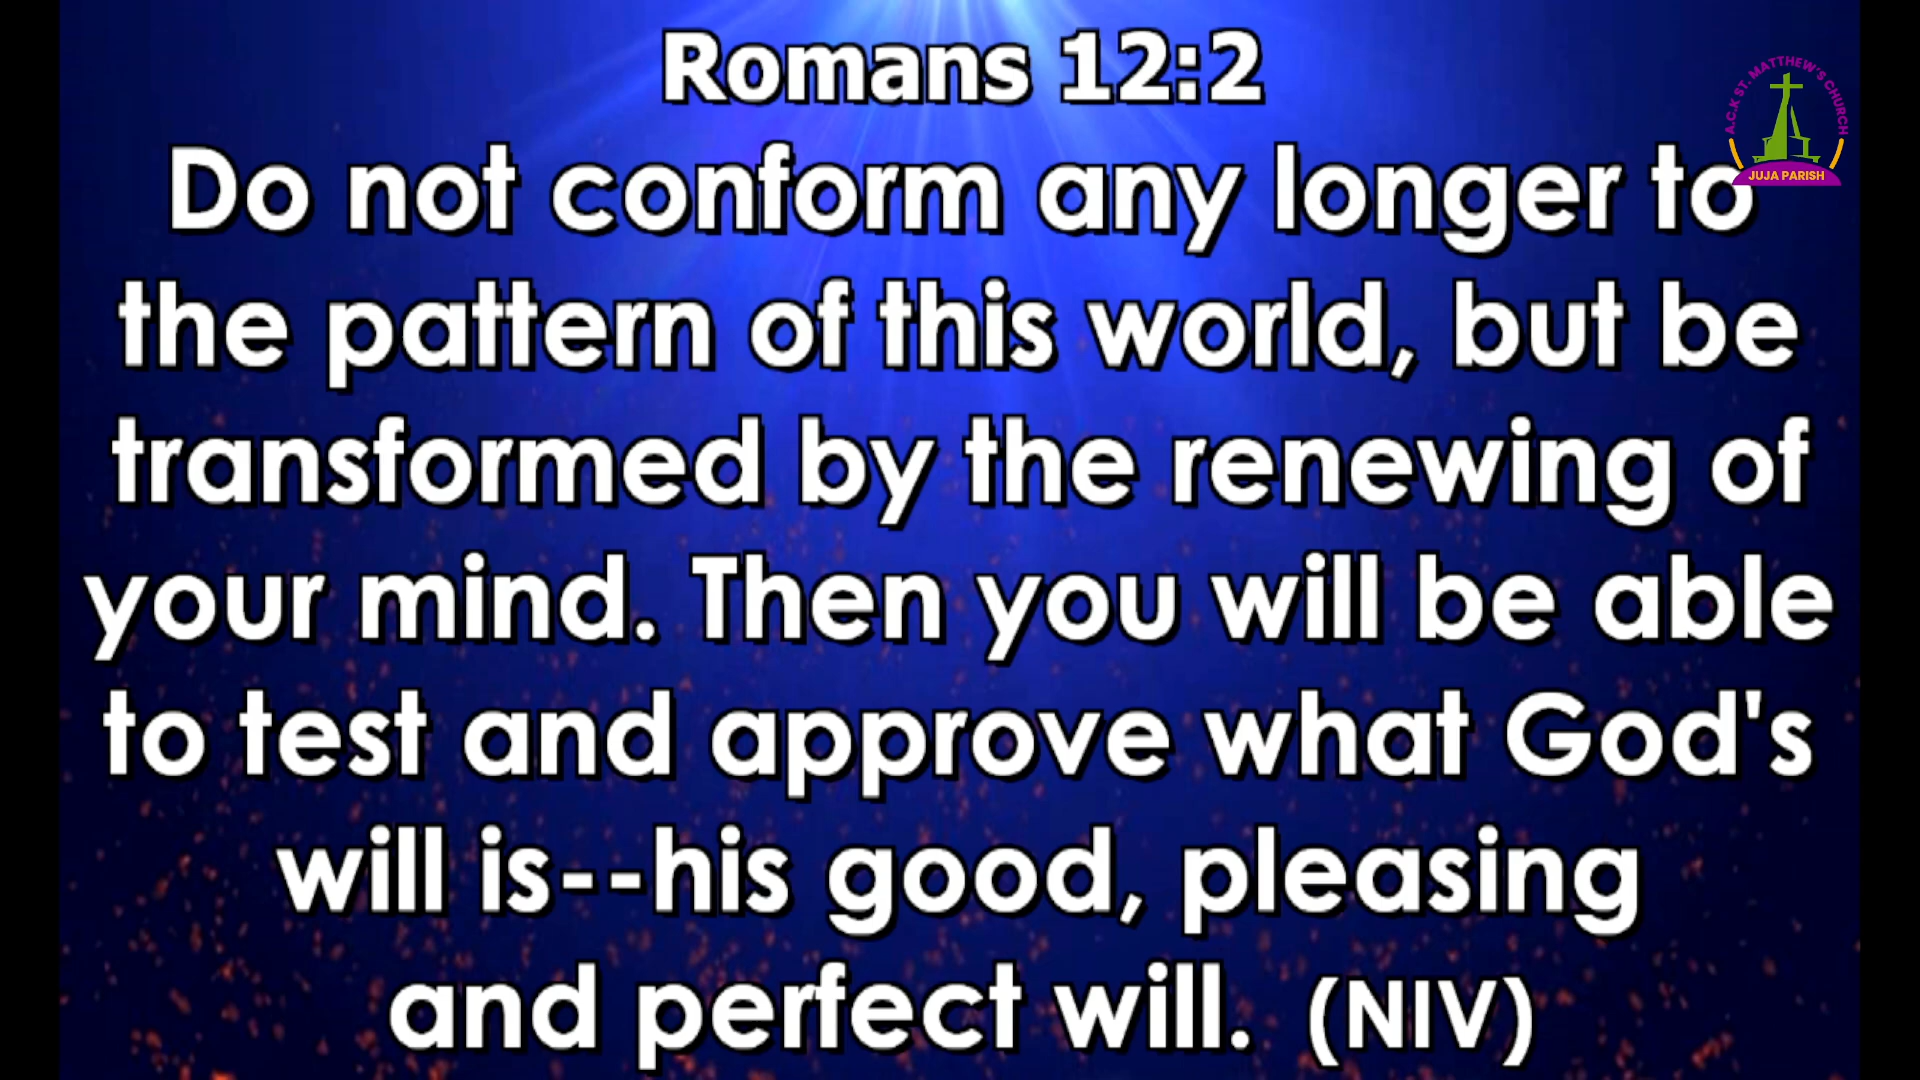 Romans 12:2
A.C.K ST. MATTHEW'S CHURCH
JUJA PARISH
Do not conform any longer to
the pattern of this world, but be
transformed by the renewing of
your mind. Then you will be able
to test and approve what God's
will is--his good, pleasing
and perfect will. (NIV)